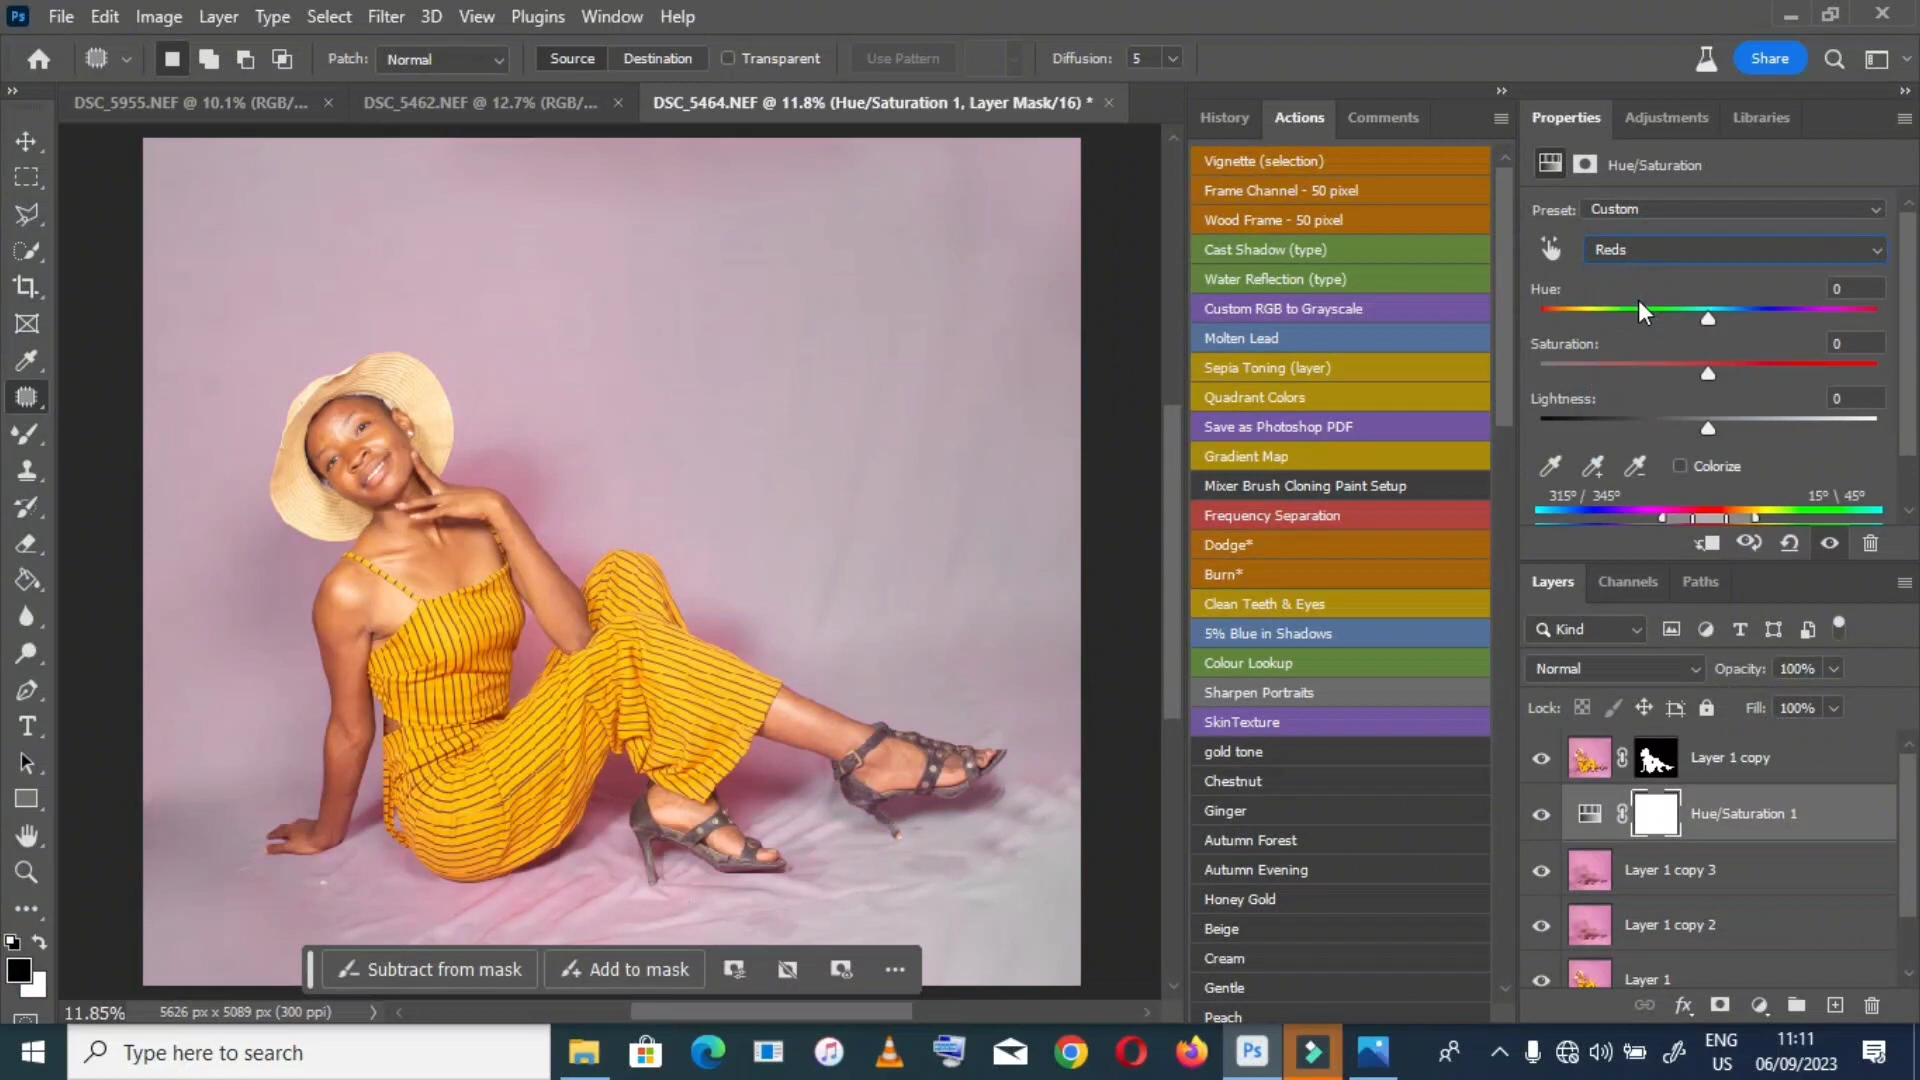 Ps File Edit Image Layer Type Select Filter 3D View Plugins Window Help
Patch: Normal Source Destination Transparent Use Pattern Diffusion: 5 Share
DSC_5955.NEF @ 10.1% (RGB/... × DSC_5462.NEF @ 12.7% (RGB/... × DSC_5464.NEF @ 11.8% (Hue/Saturation 1, Layer Mask/16) * ×
History Actions Comments
Vignette (selection)
Frame Channel - 50 pixel
Wood Frame - 50 pixel
Cast Shadow (type)
Water Reflection (type)
Custom RGB to Grayscale
Molten Lead
Sepia Toning (layer)
Quadrant Colors
Save as Photoshop PDF
Gradient Map
Mixer Brush Cloning Paint Setup
Frequency Separation
Dodge*
Burn*
Clean Teeth & Eyes
5% Blue in Shadows
Colour Lookup
Sharpen Portraits
SkinTexture
gold tone
Chestnut
Ginger
Autumn Forest
Autumn Evening
Honey Gold
Beige
Cream
Gentle
Peach
Properties Adjustments Libraries
Hue/Saturation
Preset: Custom
Reds
Hue: 0
Saturation: 0
Lightness: 0
Colorize
315°/ 345° 15° \ 45°
Layers Channels Paths
Kind
Normal Opacity: 100%
Lock: Fill: 100%
Layer 1 copy
Hue/Saturation 1
Layer 1 copy 3
Layer 1 copy 2
Layer 1
Subtract from mask Add to mask
11.85% 5626 px x 5089 px (300 ppi)
Type here to search
Ps
ENG
US
11:11
06/09/2023